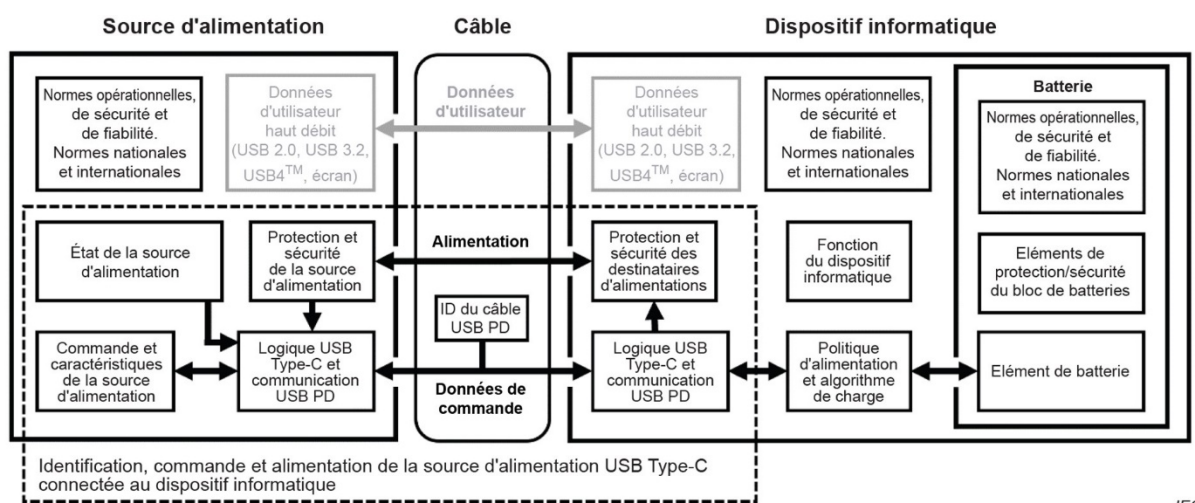 Source d'alimentation
Câble
Dispositif informatique
Normes opérationnelles,
de sécurité et
de fiabilité.
Normes nationales
et internationales
Données
d'utilisateur
haut débit
(USB 2.0, USB 3.2,
USB4™, écran)
Données
d'utilisateur
Données
d'utilisateur
haut débit
(USB 2.0, USB 3.2,
USB4™, écran)
Normes opérationnelles,
de sécurité et
de fiabilité.
Normes nationales
et internationales
Batterie
Normes opérationnelles,
de sécurité et
de fiabilité.
Normes nationales
et internationales
État de la source
d'alimentation
Protection et
sécurité
de la source
d'alimentation
Alimentation
Protection et
sécurité des
destinataires
d'alimentations
Fonction
du dispositif
informatique
Eléments de
protection/sécurité
du bloc de batteries
ID du câble
USB PD
Commande et
caractéristiques
de la source
d'alimentation
Logique USB
Type-C et
communication
USB PD
Données de
commande
Logique USB
Type-C et
communication
USB PD
Politique
d'alimentation
et algorithme
de charge
Elément de batterie
Identification, commande et alimentation de la source d'alimentation USB Type-C
connectée au dispositif informatique